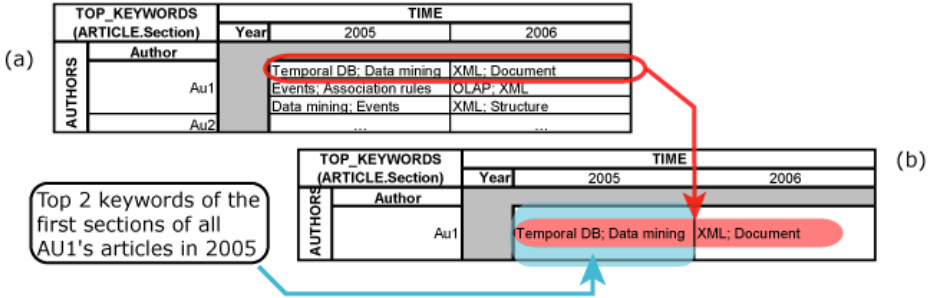 (a)
TOP_KEYWORDS TIME
(ARTICLE.Section) Year 2005 2006
AUTHORS Author
Au1 Temporal DB; Data mining XML; Document
Events; Association rules OLAP; XML
Data mining; Events XML; Structure
Au2 ... ...
(b)
TOP_KEYWORDS TIME
(ARTICLE.Section) Year 2005 2006
AUTHORS Author
Au1 Temporal DB; Data mining XML; Document
Top 2 keywords of the
first sections of all
AU1's articles in 2005